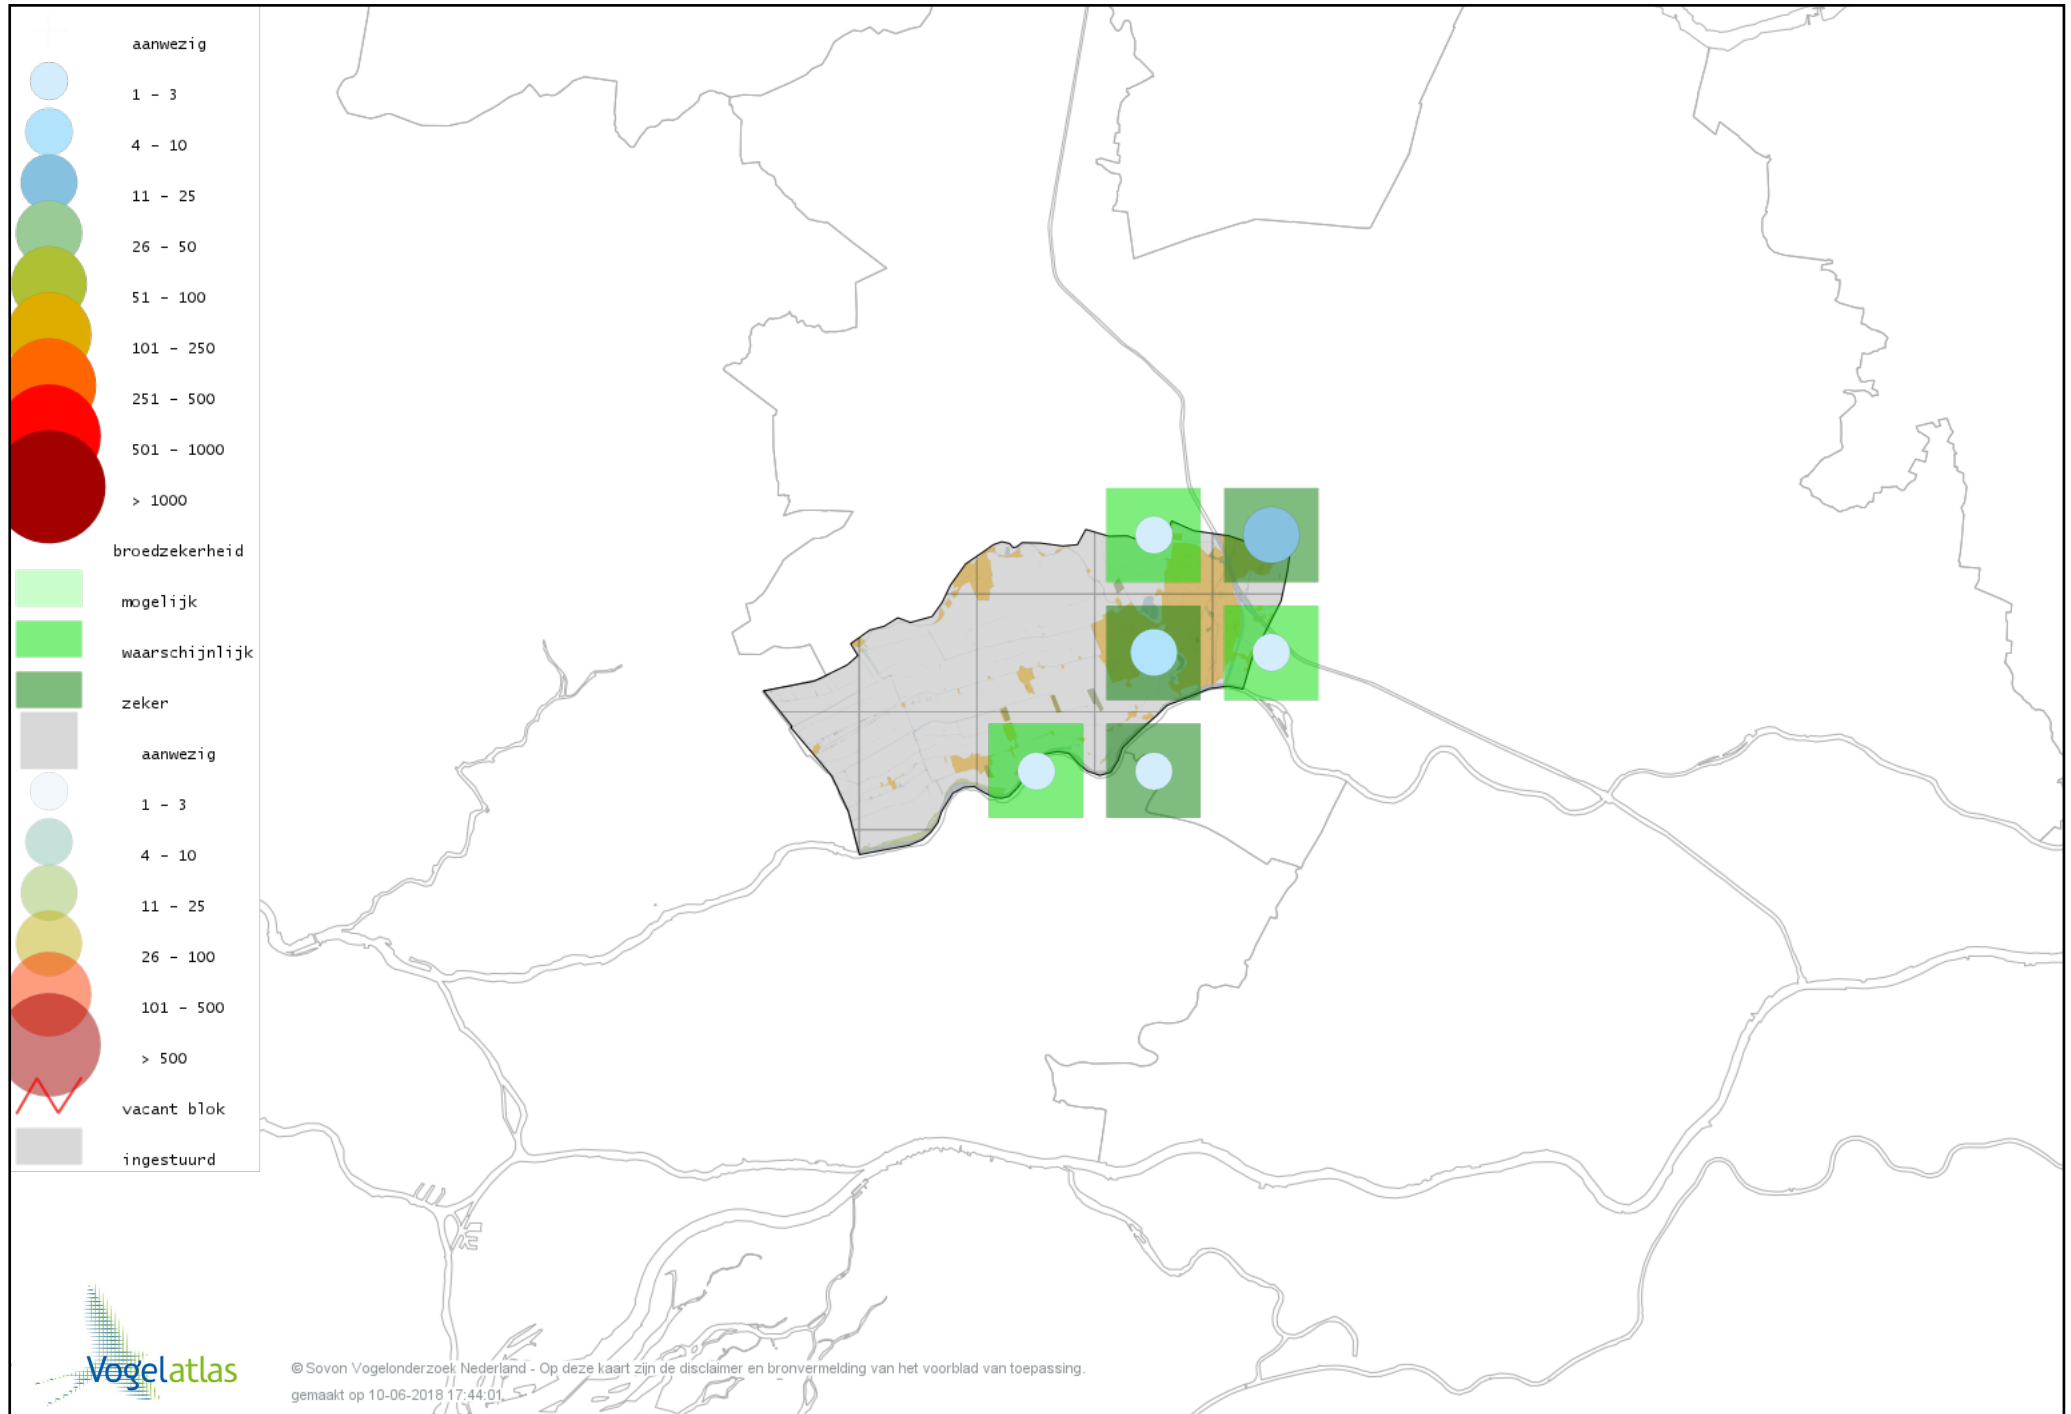 aanwezig
1 – 3
4 – 10
11 – 25
26 – 50
51 – 100
101 – 250
251 – 500
501 – 1000
> 1000
broedzekerheid
mogelijk
waarschijnlijk
zeker
aanwezig
1 – 3
4 – 10
11 – 25
26 – 100
101 – 500
> 500
vacant blok
ingestuurd
Vogelatlas
© Sovon Vogelonderzoek Nederland - Op deze kaart zijn de disclaimer en bronvermelding van het voorblad van toepassing.
gemaakt op 10-06-2018 17:44:01